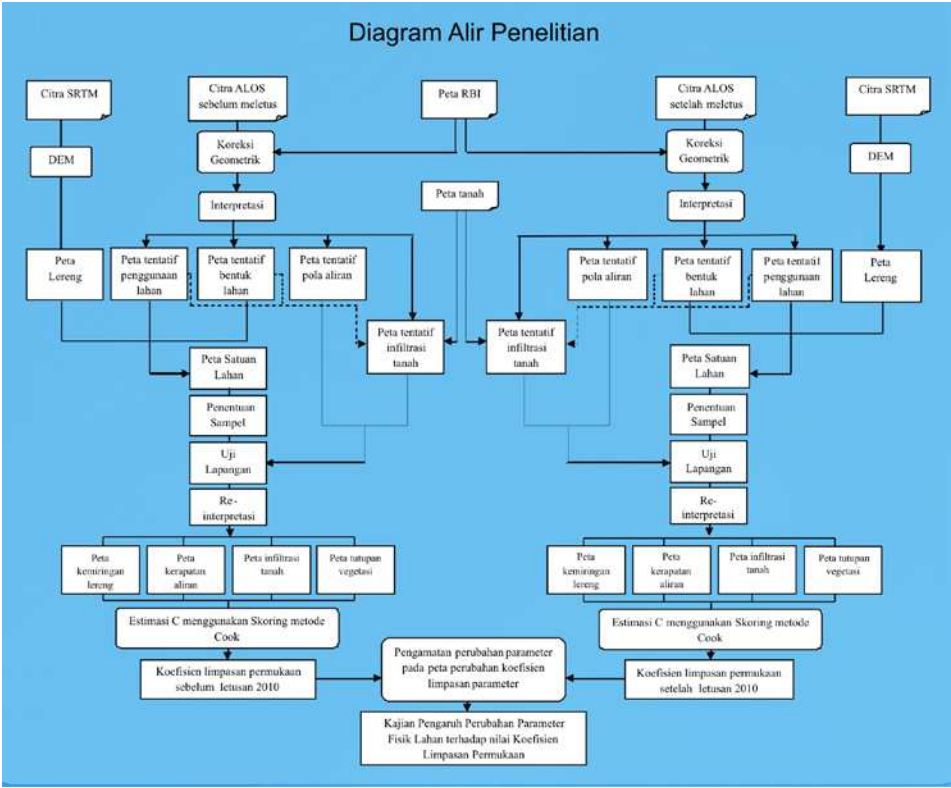 Diagram Alir Penelitian
Citra SRTM
Citra ALOS
sebelum meletus
Peta RBI
Citra ALOS
setelah meletus
Citra SRTM
DEM
Koreksi
Geometrik
Koreksi
Geometrik
DEM
Interpretasi
Peta tanah
Interpretasi
Peta
Lereng
Peta tentatif
penggunaan
lahan
Peta tentatif
bentuk
lahan
Peta tentatif
pola aliran
Peta tentatif
pola aliran
Peta tentatif
bentuk
lahan
Peta tentatif
penggunaan
lahan
Peta
Lereng
Peta tentatif
infiltrasi
tanah
Peta tentatif
infiltrasi
tanah
Peta Satuan
Lahan
Peta Satuan
Lahan
Penentuan
Sampel
Penentuan
Sampel
Uji
Lapangan
Uji
Lapangan
Re-
interpretasi
Re-
interpretasi
Peta
kemiringan
lereng
Peta
kerapatan
aliran
Peta infiltrasi
tanah
Peta tutupan
vegetasi
Peta
kemiringan
lereng
Peta
kerapatan
aliran
Peta infiltrasi
tanah
Peta tutupan
vegetasi
Estimasi C menggunakan Skoring metode
Cook
Estimasi C menggunakan Skoring metode
Cook
Koefisien limpasan permukaan
sebelum letusan 2010
Pengamatan perubahan parameter
pada peta perubahan koefisien
limpasan parameter
Koefisien limpasan permukaan
setelah letusan 2010
Kajian Pengaruh Perubahan Parameter
Fisik Lahan terhadap nilai Koefisien
Limpasan Permukaan